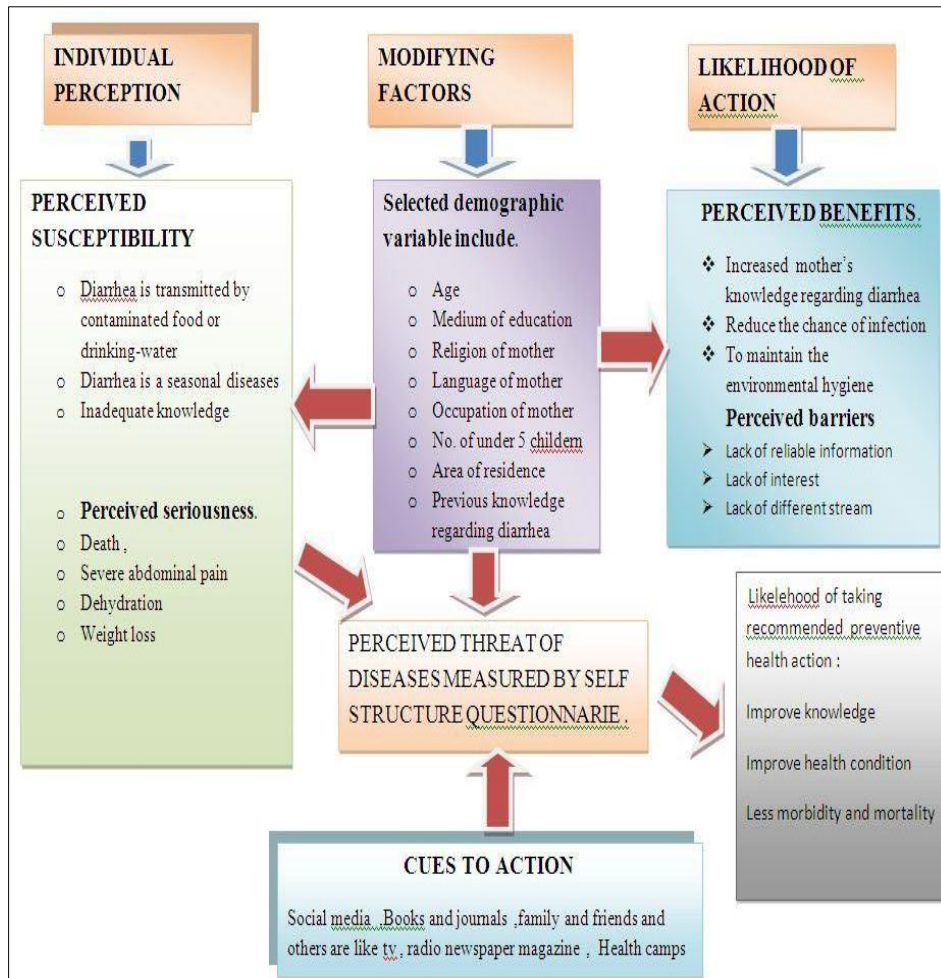 INDIVIDUAL
PERCEPTION
MODIFYING
FACTORS
LIKELIHOOD OF
ACTION
PERCEIVED
SUSCEPTIBILITY
o Diarrhea is transmitted by
contaminated food or
drinking-water
o Diarrhea is a seasonal diseases
o Inadequate knowledge
o Perceived seriousness.
o Death ,
o Severe abdominal pain
o Dehydration
o Weight loss
Selected demographic
variable include.
o Age
o Medium of education
o Religion of mother
o Language of mother
o Occupation of mother
o No. of under 5 childern
o Area of residence
o Previous knowledge
regarding diarrhea
PERCEIVED BENEFITS.
❖ Increased mother's
knowledge regarding diarrhea
❖ Reduce the chance of infection
❖ To maintain the
environmental hygiene
Perceived barriers
➤ Lack of reliable information
➤ Lack of interest
➤ Lack of different stream
PERCEIVED THREAT OF
DISEASES MEASURED BY SELF
STRUCTURE QUESTIONNARIE .
Likelehood of taking
recommended preventive
health action :
Improve knowledge
Improve health condition
Less morbidity and mortality
CUES TO ACTION
Social media ,Books and journals ,family and friends and
others are like tv , radio newspaper magazine , Health camps